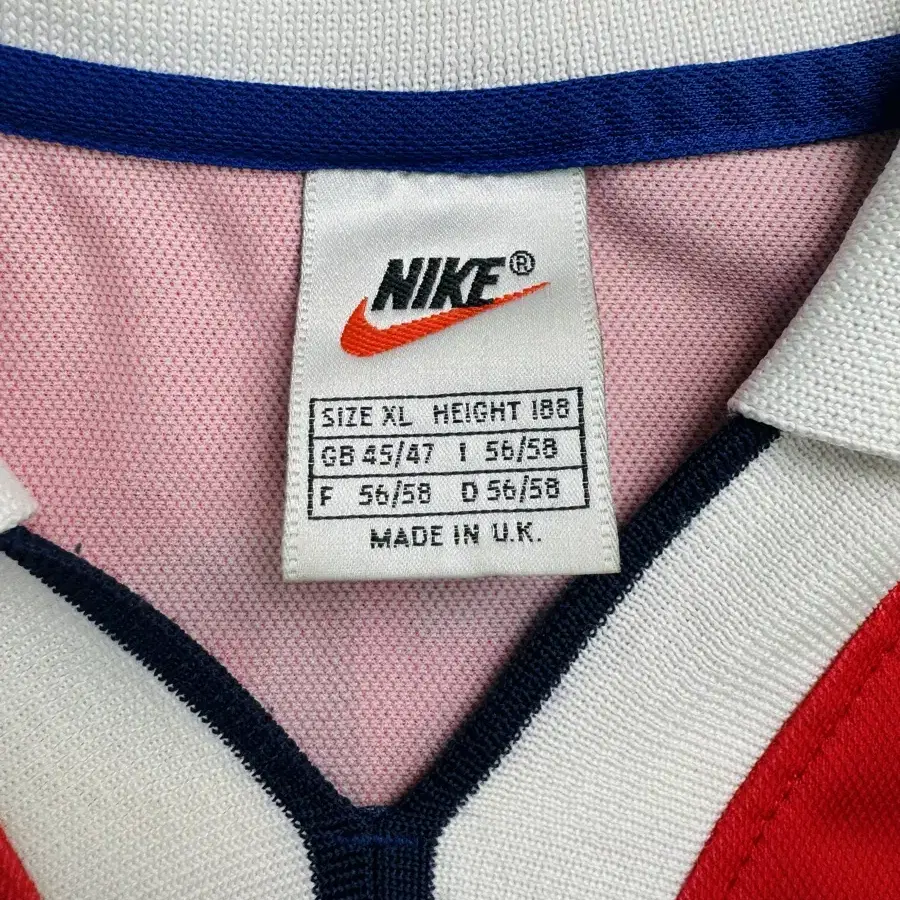 NIKE®
SIZE XL HEIGHT 188
GB 45/47 I 56/58
F 56/58 D 56/58
MADE IN U.K.